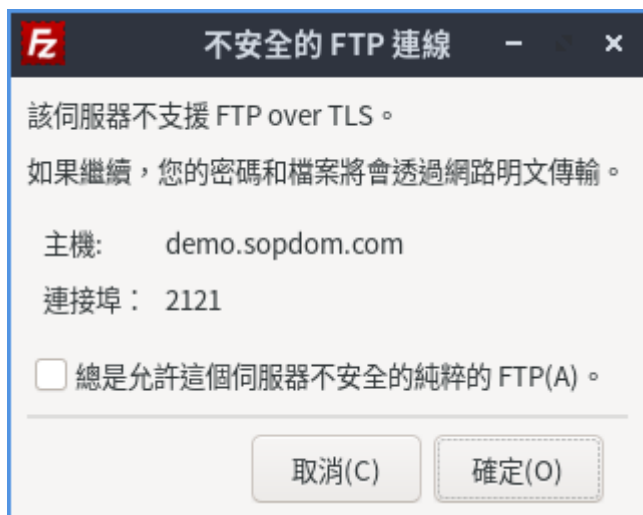 Fz
不安全的 FTP 連線
該伺服器不支援 FTP over TLS。
如果繼續，您的密碼和檔案將會透過網路明文傳輸。
主機: demo.sopdom.com
連接埠： 2121
總是允許這個伺服器不安全的純粹的 FTP(A)。
取消(C) 確定(O)